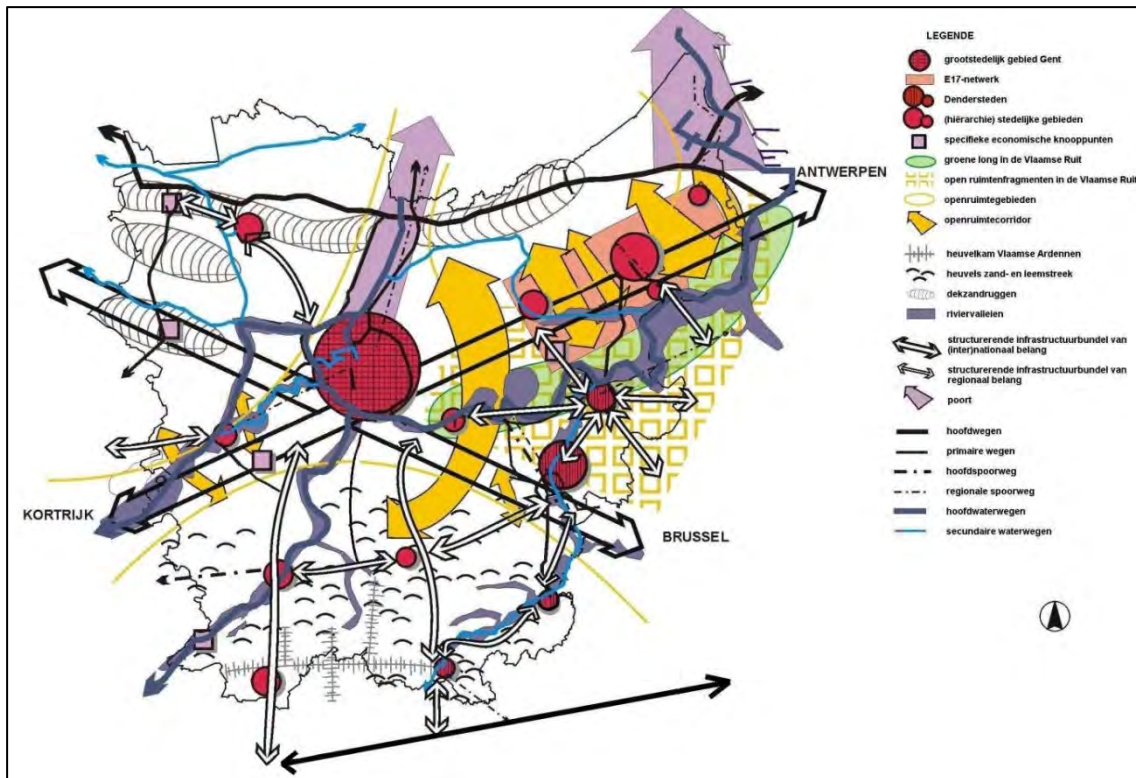 LEGENDE
grootstedelijk gebied Gent
E17-netwerk
Dendersteden
(hiërarchie) stedelijke gebieden
specifieke economische knooppunten
groene long in de Vlaamse Ruit
open ruimtenfragmenten in de Vlaamse Ruit
openruimtegebieden
openruimtecorridor
heuvelkam Vlaamse Ardennen
heuvels zand- en leemstreek
dekzandruggen
riviervalleien
structurerende infrastructuurbundel van
(inter)nationaal belang
structurerende infrastructuurbundel van
regionaal belang
poort
hoofdwegen
primaire wegen
hoofdspoorweg
regionale spoorweg
hoofdwaterwegen
secundaire waterwegen
ANTWERPEN
KORTRIJK
BRUSSEL